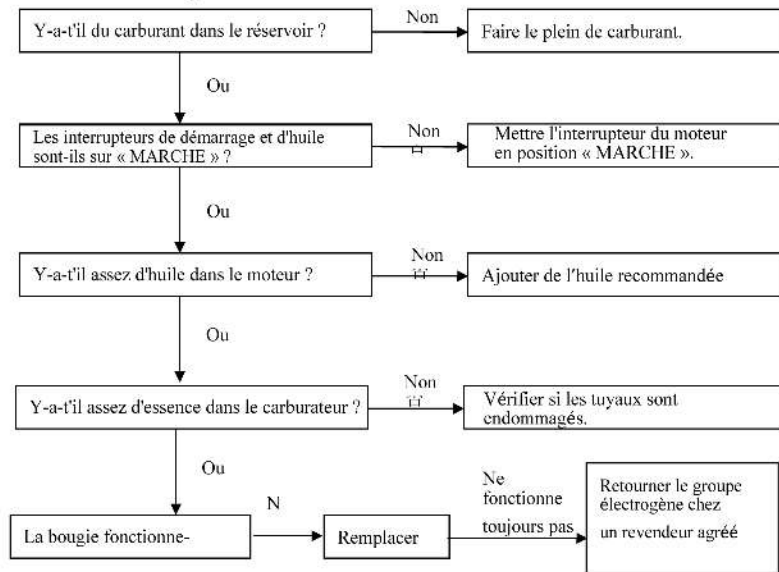 Y-a-t'il du carburant dans le réservoir ?
Non
Faire le plein de carburant.
Ou
Les interrupteurs de démarrage et d'huile
sont-ils sur « MARCHE » ?
Non
Mettre l'interrupteur du moteur
en position « MARCHE ».
Ou
Y-a-t'il assez d'huile dans le moteur ?
Non
Ajouter de l'huile recommandée
Ou
Y-a-t'il assez d'essence dans le carburateur ?
Non
Vérifier si les tuyaux sont
endommagés.
Ou
La bougie fonctionne-
N
Remplacer
Ne
fonctionne
toujours pas
Retourner le groupe
électrogène chez
un revendeur agréé